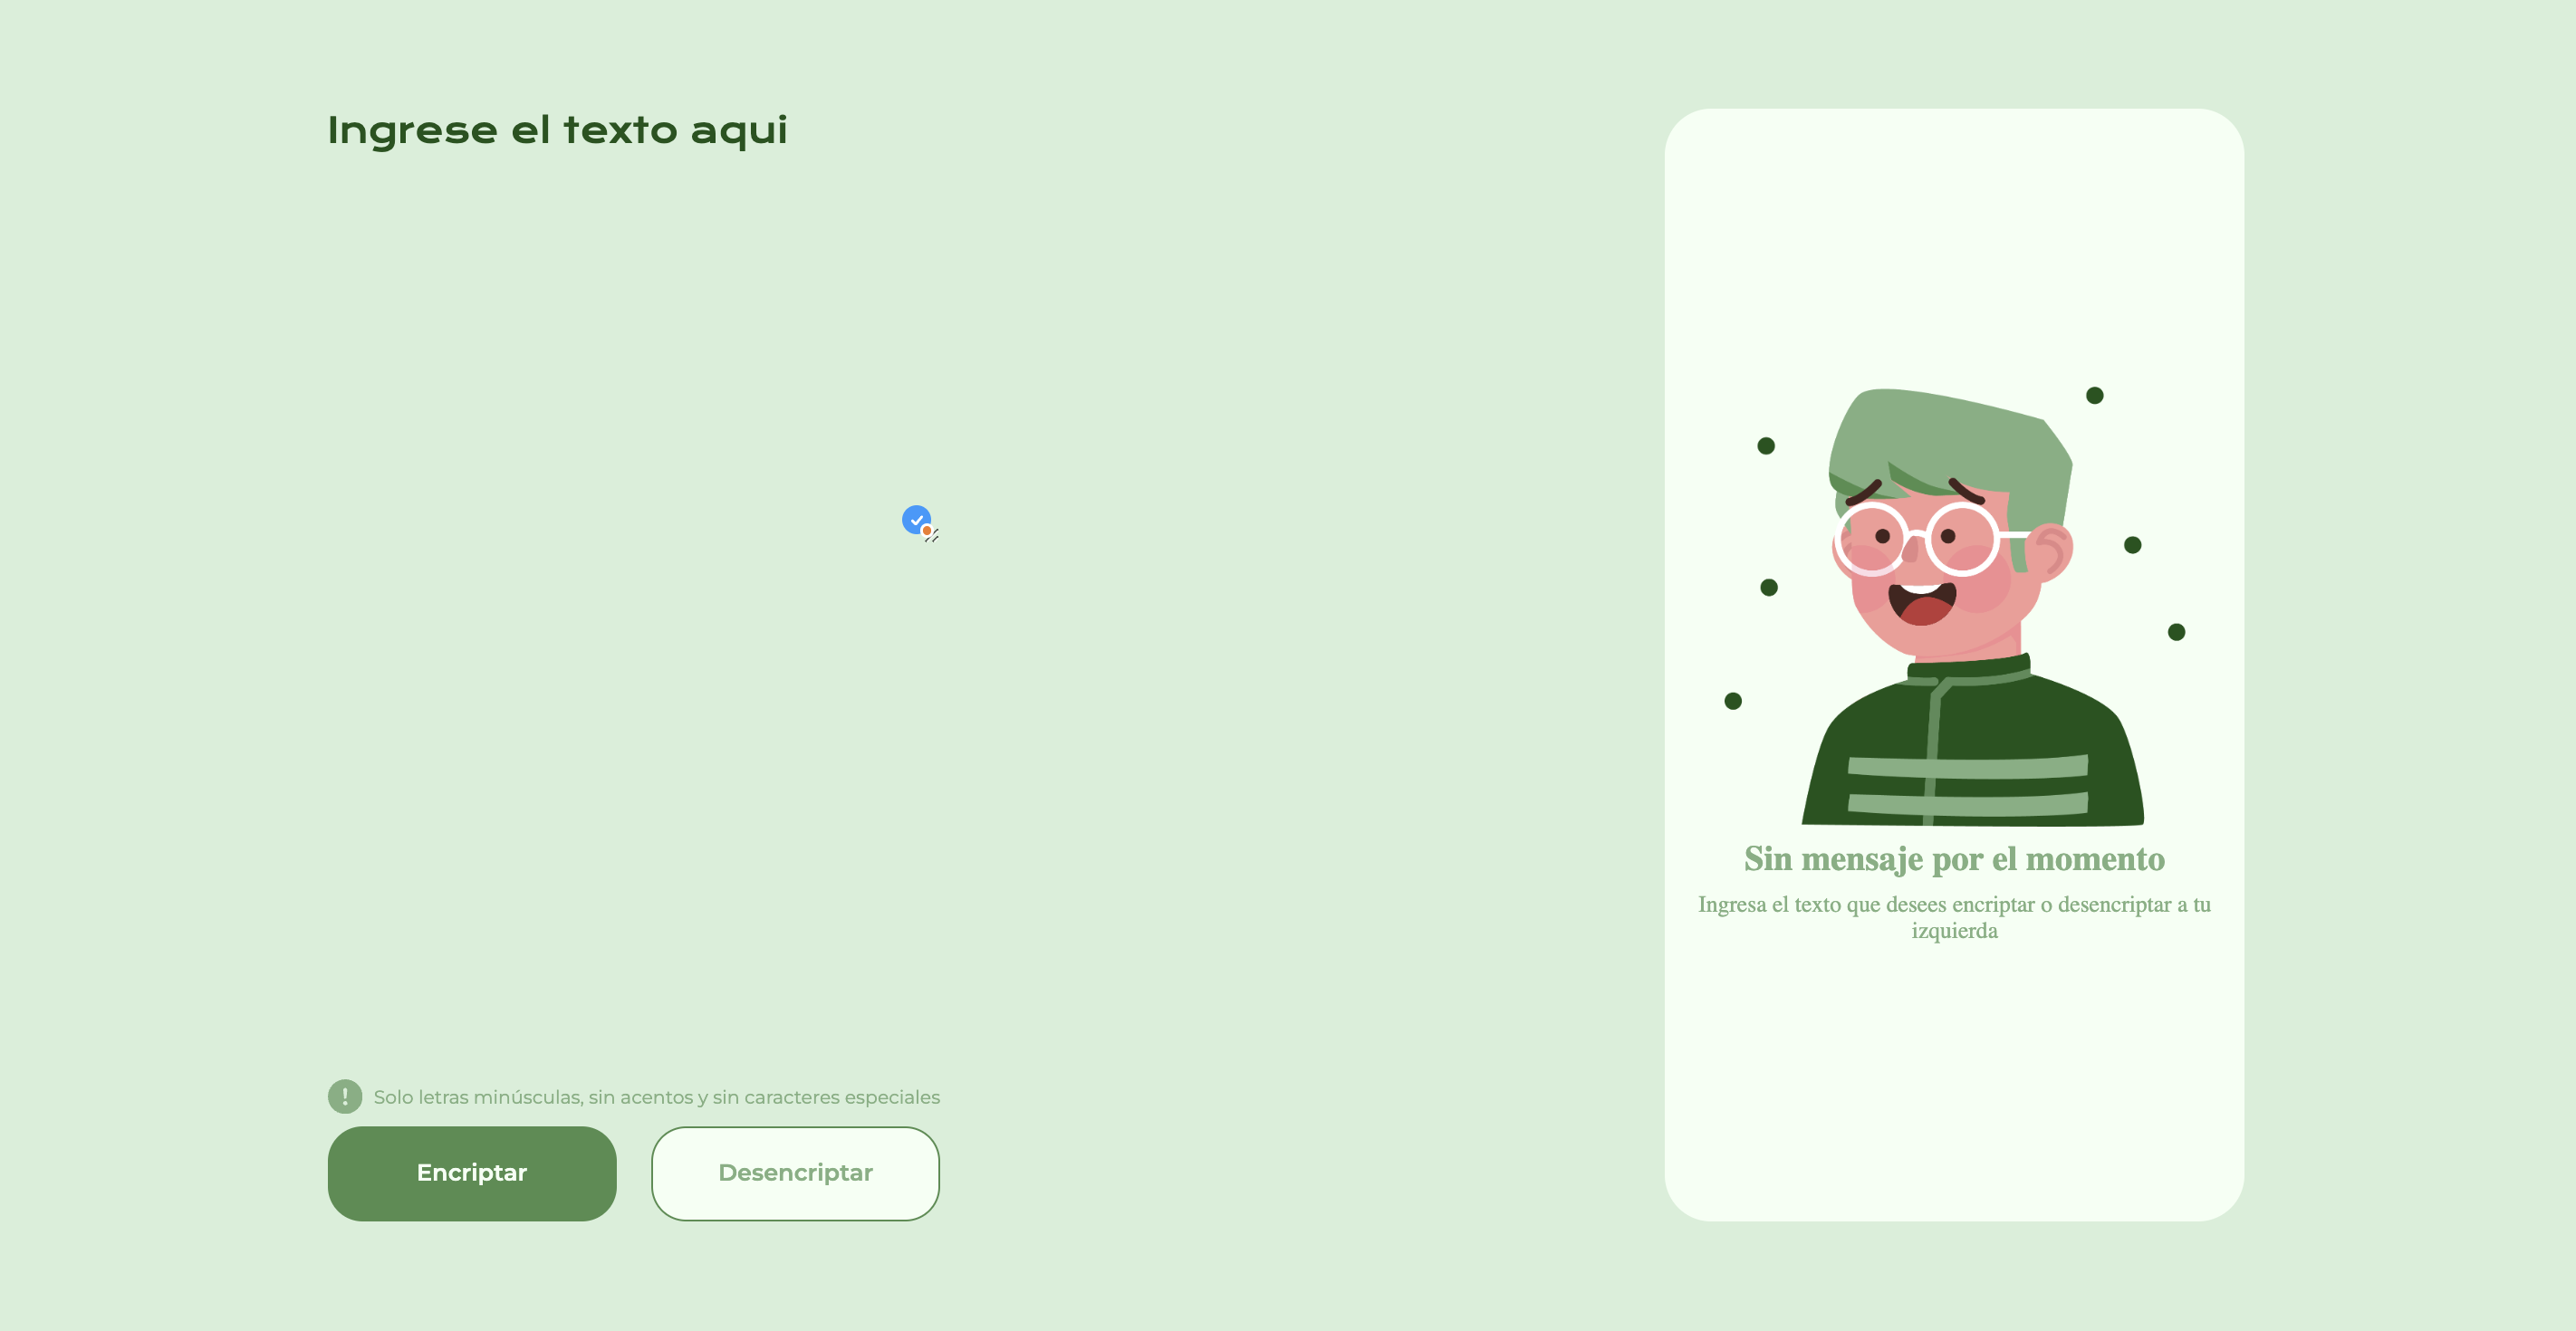 Ingrese el texto aqui
Solo letras minúsculas, sin acentos y sin caracteres especiales
Encriptar
Desencriptar
Sin mensaje por el momento
Ingresa el texto que desees encriptar o desencriptar a tu
izquierda